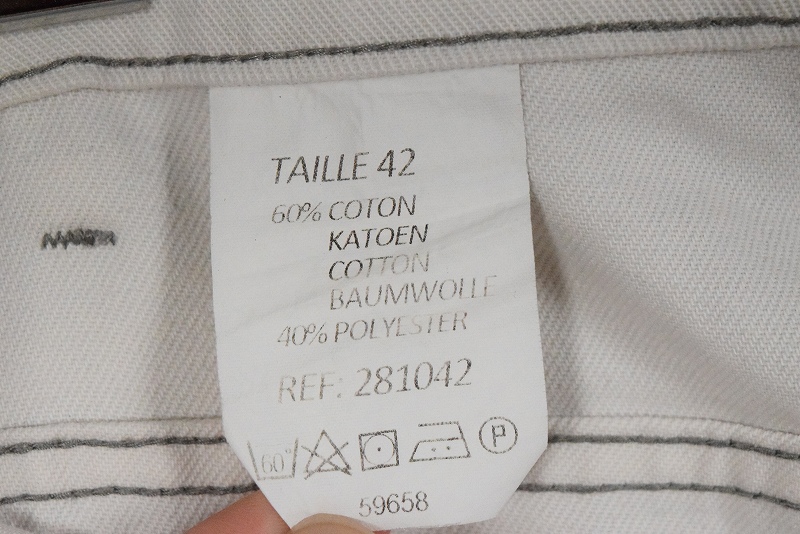 TAILLE 42
60% COTON
KATOEN
COTTON
BAUMWOLLE
40% POLYESTER
REF: 281042
60° P
59658